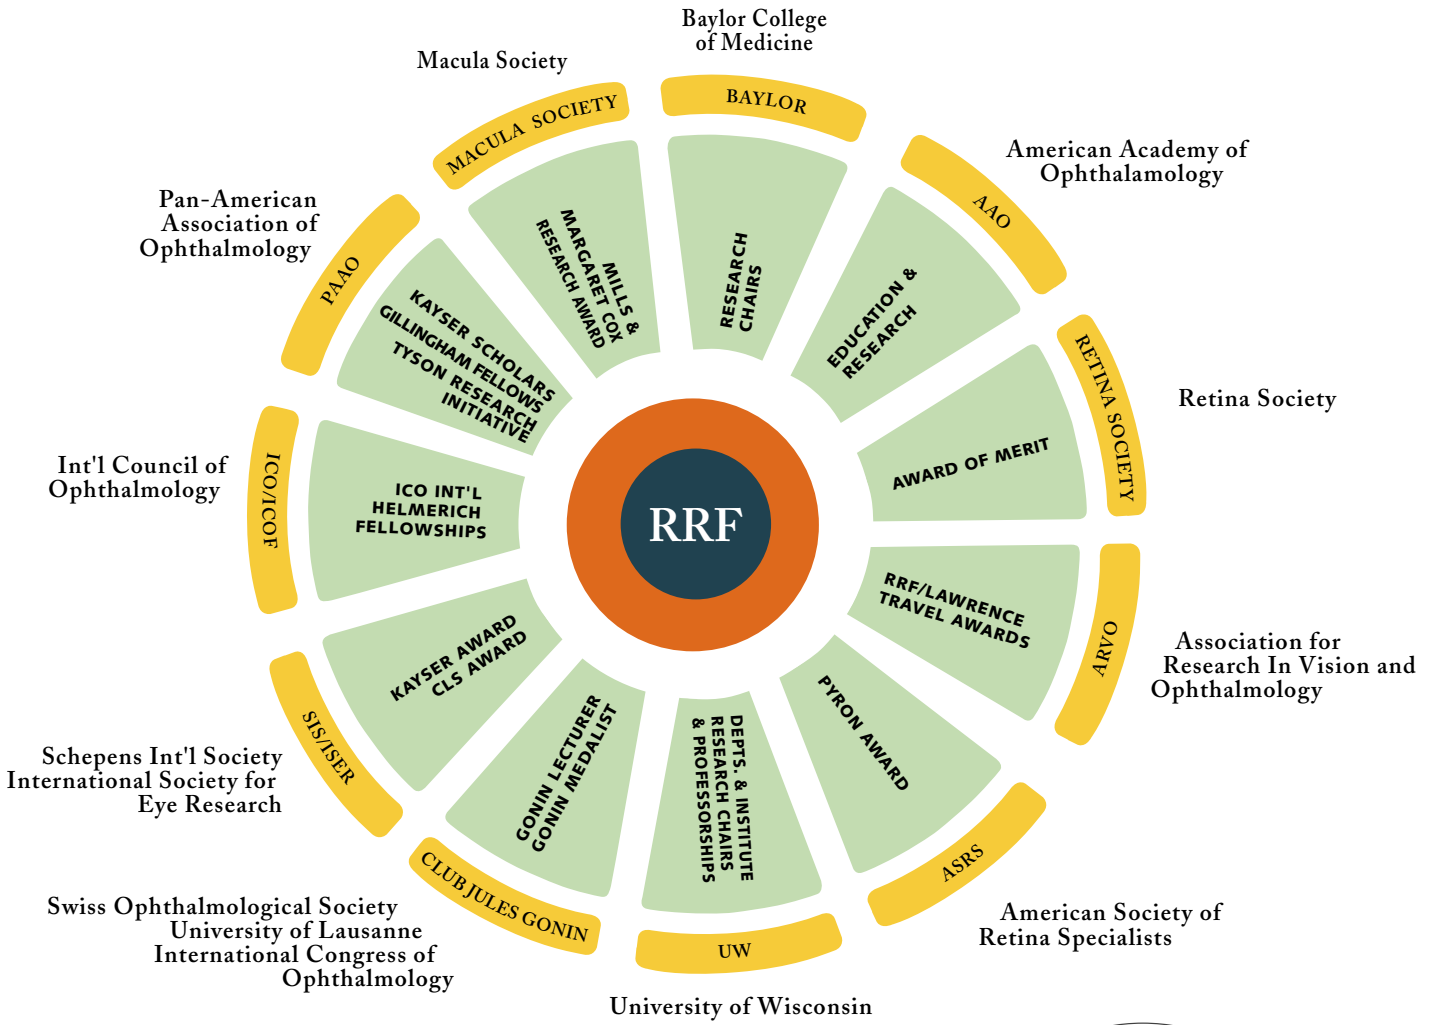 Baylor College
of Medicine
BAYLOR
RESEARCH
CHAIRS
American Academy of
Ophthalamology
AAO
EDUCATION &
RESEARCH
Retina Society
RETINA SOCIETY
AWARD OF MERIT
Association for
Research In Vision and
Ophthalmology
ARVO
RRF/LAWRENCE
TRAVEL AWARDS
American Society of
Retina Specialists
ASRS
PYRON AWARD
University of Wisconsin
UW
DEPTS. & INSTITUTE
RESEARCH CHAIRS
& PROFESSORSHIPS
Swiss Ophthalmological Society
University of Lausanne
International Congress of
Ophthalmology
CLUB JULES GONIN
GONIN LECTURER
GONIN MEDALIST
Schepens Int'l Society
International Society for
Eye Research
SIS/ISER
KAYSER AWARD
CLS AWARD
Int'l Council of
Ophthalmology
ICO/ICOF
ICO INT'L
HELMERICH
FELLOWSHIPS
Pan-American
Association of
Ophthalmology
PAAO
KAYSER SCHOLARS
GILLINGHAM FELLOWS
TYSON RESEARCH
INITIATIVE
Macula Society
MACULA SOCIETY
MILLS &
MARGARET COX
RESEARCH AWARD
RRF